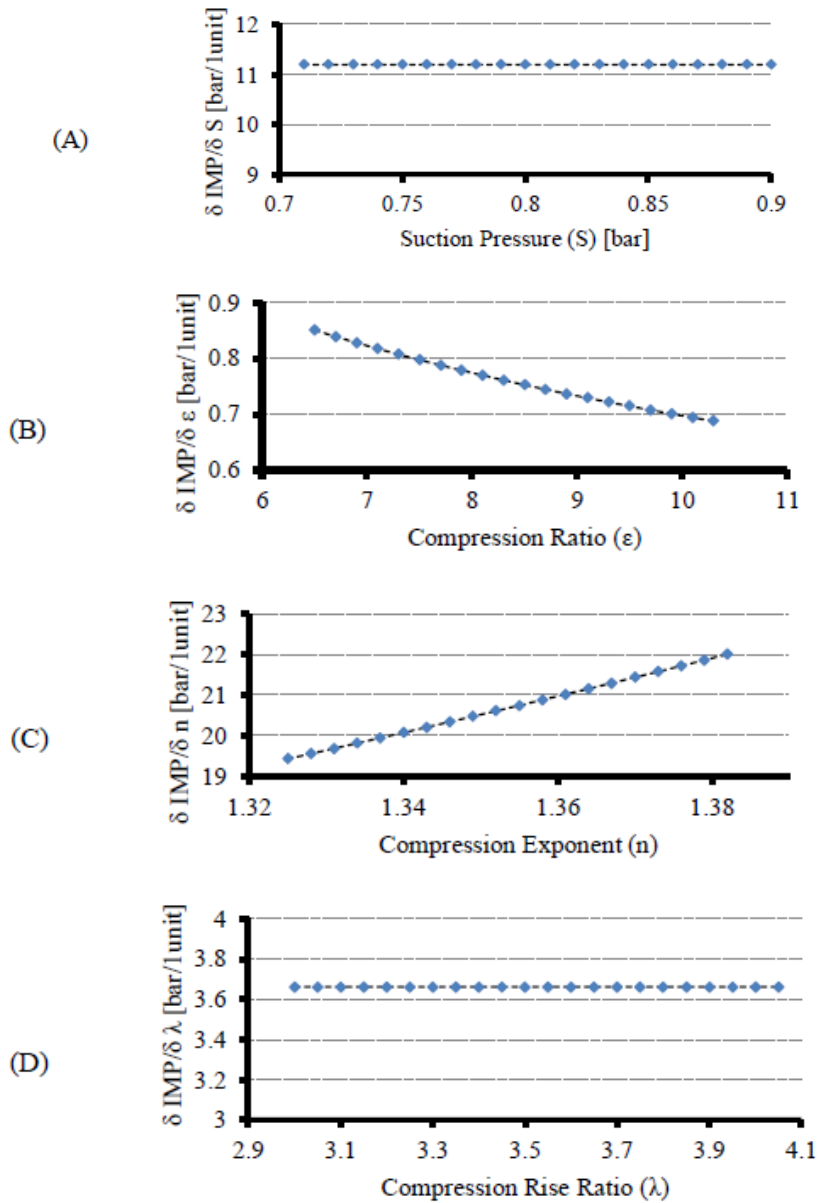 (A)
δ IMP/δ S [bar/1unit]
12
11
10
9
0.7 0.75 0.8 0.85 0.9
Suction Pressure (S) [bar]
(B)
δ IMP/δ ε [bar/1unit]
0.9
0.8
0.7
0.6
6 7 8 9 10 11
Compression Ratio (ε)
(C)
δ IMP/δ n [bar/1unit]
23
22
21
20
19
1.32 1.34 1.36 1.38
Compression Exponent (n)
(D)
δ IMP/δ λ [bar/1unit]
4
3.8
3.6
3.4
3.2
3
2.9 3.1 3.3 3.5 3.7 3.9 4.1
Compression Rise Ratio (λ)